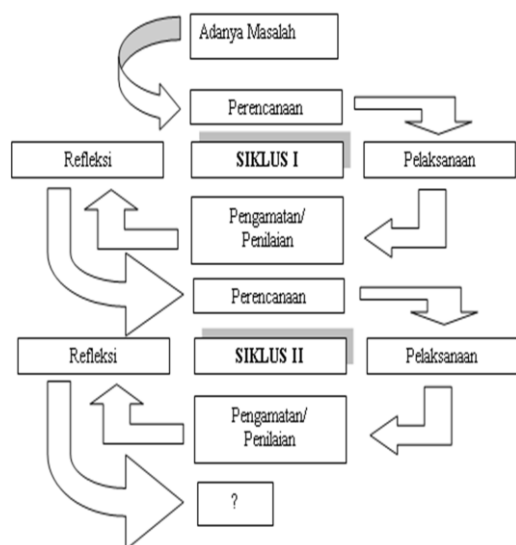 Adanya Masalah
Perencanaan
Refleksi
SIKLUS I
Pelaksanaan
Pengamatan/
Penilaian
Perencanaan
Refleksi
SIKLUS II
Pelaksanaan
Pengamatan/
Penilaian
?